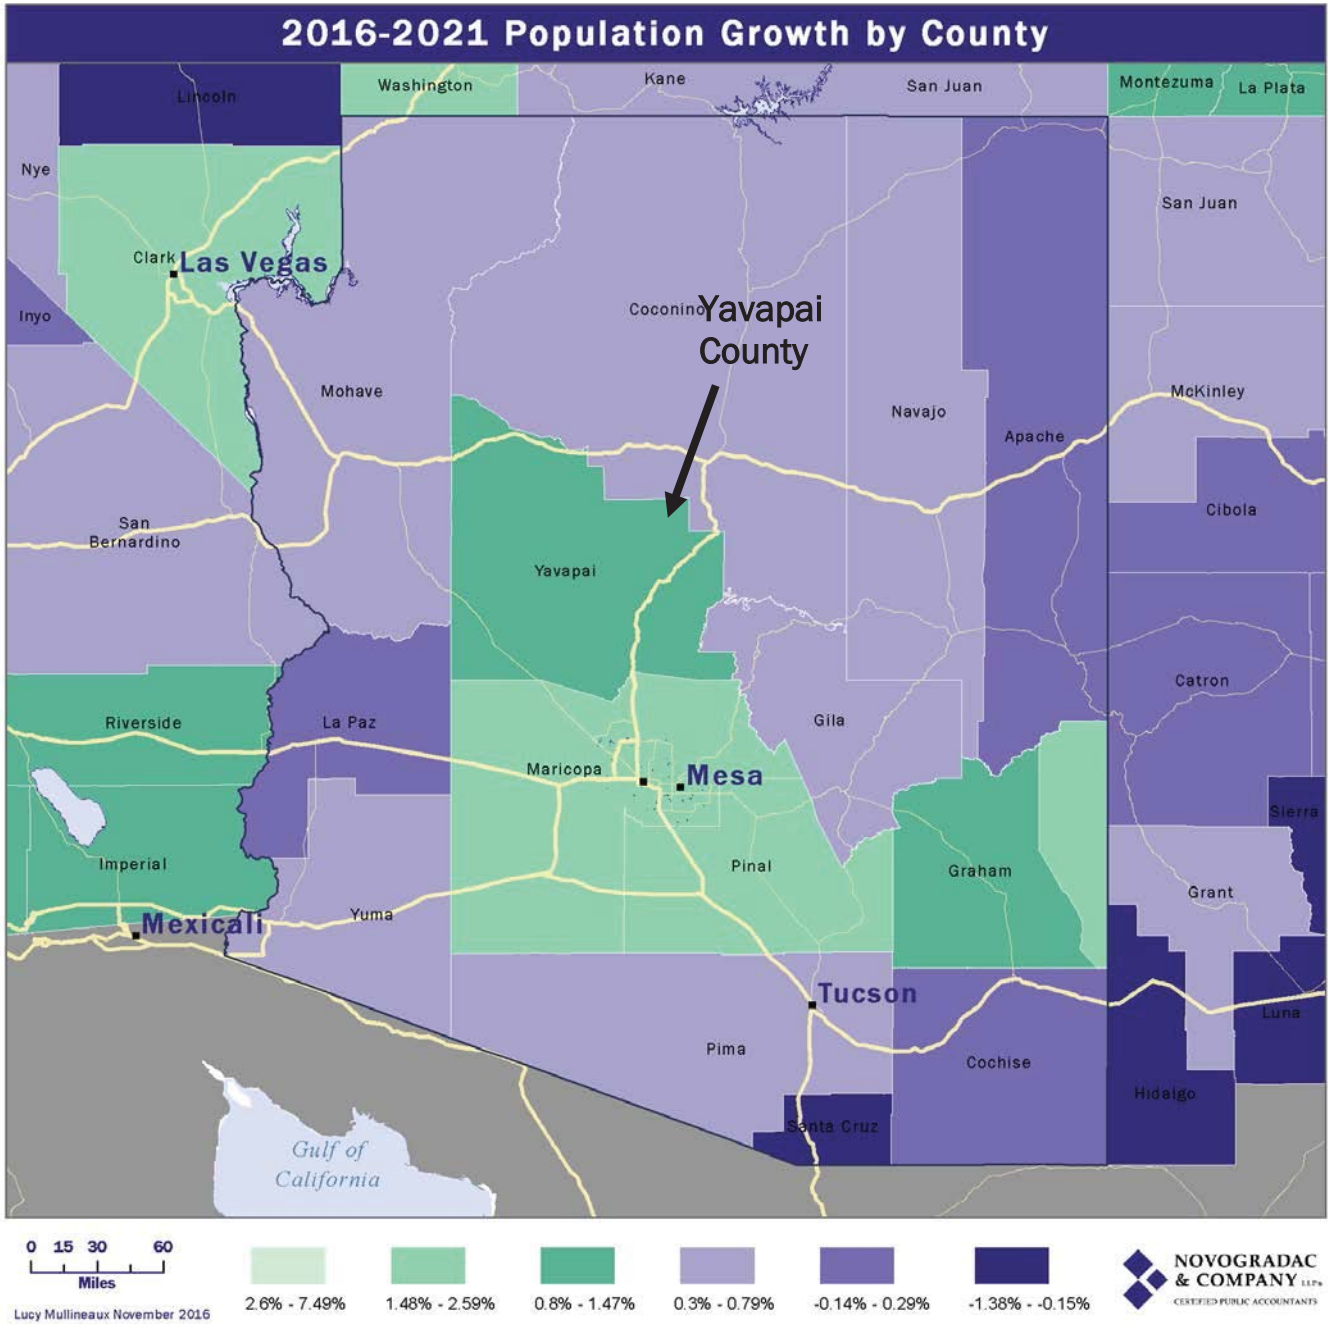 2016-2021 Population Growth by County
Lincoln
Washington
Kane
San Juan
Montezuma
La Plata
Nye
San Juan
Clark
Las Vegas
Inyo
Coconino
Yavapai
County
Mohave
Navajo
Apache
McKinley
San
Bernardino
Cibola
Yavapai
Catron
Riverside
La Paz
Gila
Maricopa
Mesa
Sierra
Imperial
Pinal
Graham
Grant
Mexicali
Yuma
Tucson
Luna
Pima
Cochise
Hidalgo
Santa Cruz
Gulf of
California
0 15 30 60
Miles
Lucy Mullineaux November 2016
2.6% - 7.49%
1.48% - 2.59%
0.8% - 1.47%
0.3% - 0.79%
-0.14% - 0.29%
-1.38% - -0.15%
NOVOGRADAC
& COMPANY LLP®
CERTIFIED PUBLIC ACCOUNTANTS